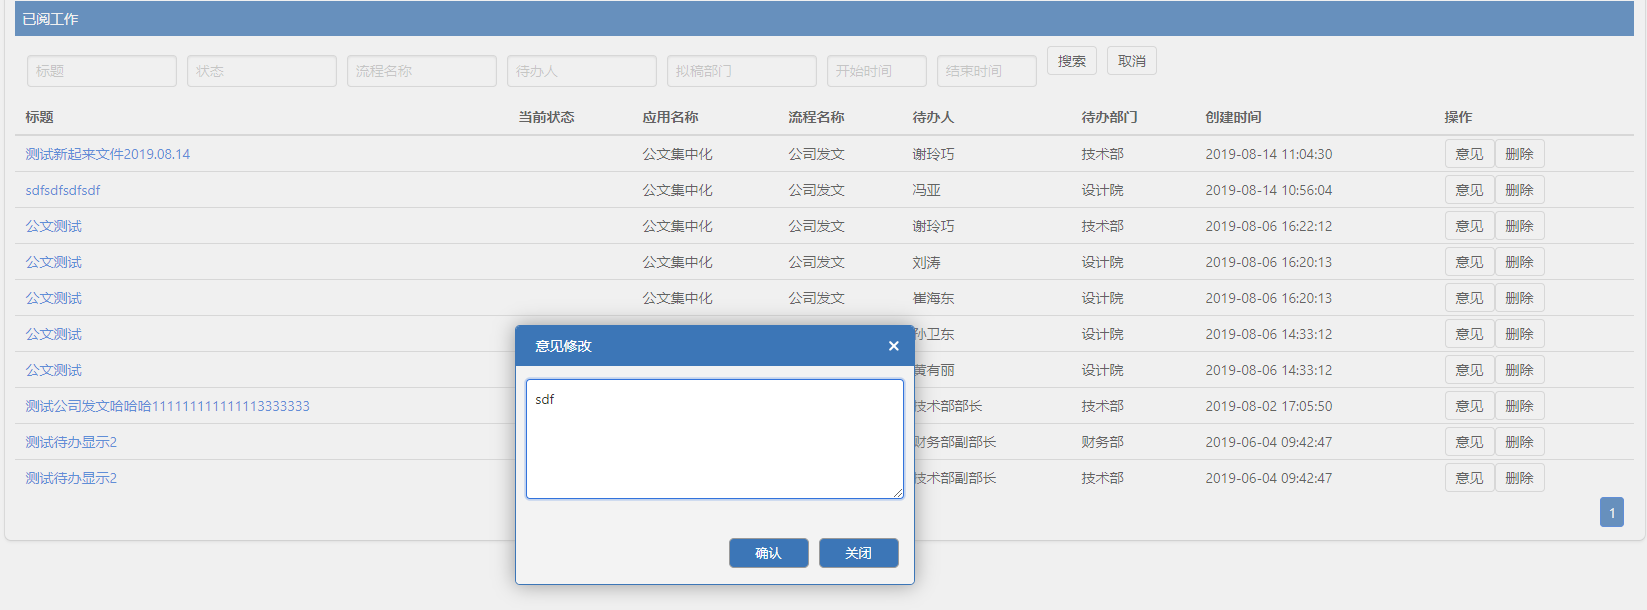 已阅工作
标题 状态 流程名称 待办人 拟稿部门 开始时间 结束时间 搜索 取消
标题 当前状态 应用名称 流程名称 待办人 待办部门 创建时间 操作
测试新起来文件2019.08.14 公文集中化 公司发文 谢玲巧 技术部 2019-08-14 11:04:30 意见 删除
sdfsdfsdfsdf 公文集中化 公司发文 冯亚 设计院 2019-08-14 10:56:04 意见 删除
公文测试 公文集中化 公司发文 谢玲巧 技术部 2019-08-06 16:22:12 意见 删除
公文测试 公文集中化 公司发文 刘涛 设计院 2019-08-06 16:20:13 意见 删除
公文测试 公文集中化 公司发文 崔海东 设计院 2019-08-06 16:20:13 意见 删除
公文测试 孙卫东 设计院 2019-08-06 14:33:12 意见 删除
公文测试 黄有丽 设计院 2019-08-06 14:33:12 意见 删除
测试公司发文哈哈哈111111111111113333333 技术部部长 技术部 2019-08-02 17:05:50 意见 删除
测试待办显示2 财务部副部长 财务部 2019-06-04 09:42:47 意见 删除
测试待办显示2 技术部副部长 技术部 2019-06-04 09:42:47 意见 删除
1
意见修改 ×
sdf
确认 关闭